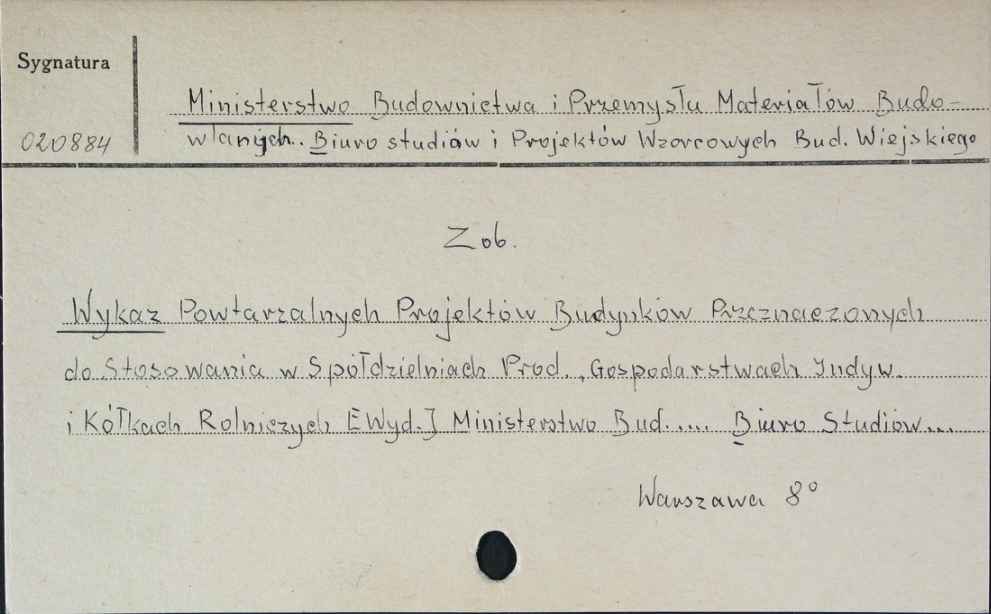 Sygnatura
Ministerstwo Budownictwa i Przemysłu Materiałów Budo-
020884
wlanych. Biuro studiów i Projektów Wzorcowych Bud. Wiejskiego
Zob.
Wykaz Powtarzalnych Projektów Budynków Przeznaczonych
do Stosowania w Spółdzielniach Prod., Gospodarstwach Indyw.
i Kółkach Rolniczych [Wyd.] Ministerstwo Bud. .... Biuro Studiów...
Warszawa 8°